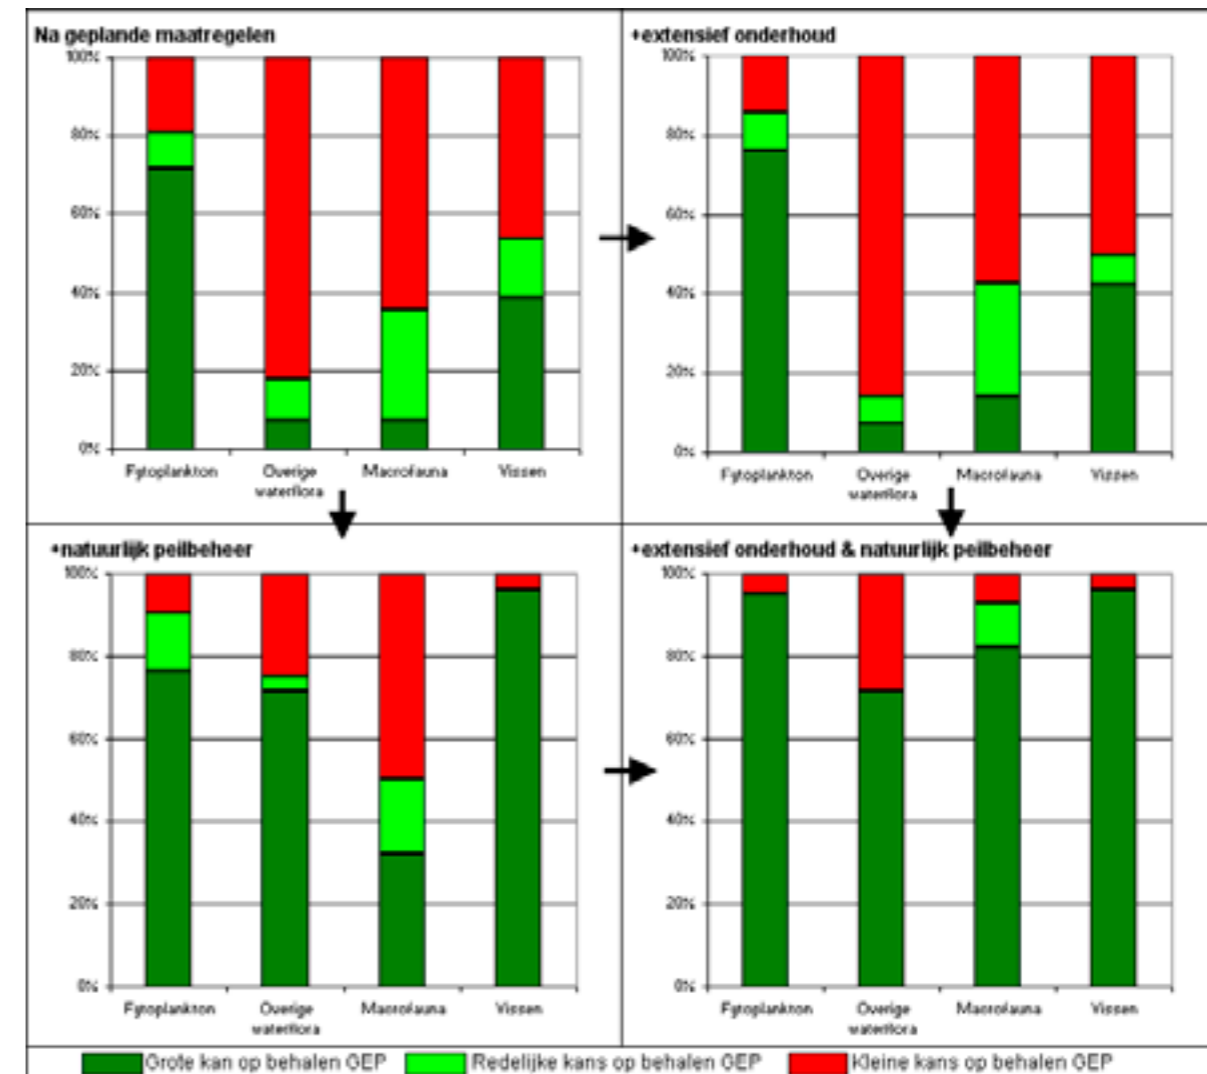 Na geplande maatregelen
100%
80%
60%
40%
20%
0%
Fytoplankton
Overige
waterflora
Macrofauna
Vissen
+extensief onderhoud
100%
80%
60%
40%
20%
0%
Fytoplankton
Overige
waterflora
Macrofauna
Vissen
+natuurlijk peilbeheer
100%
80%
60%
40%
20%
0%
Fytoplankton
Overige
waterflora
Macrofauna
Vissen
+extensief onderhoud & natuurlijk peilbeheer
100%
80%
60%
40%
20%
0%
Fytoplankton
Overige
waterflora
Macrofauna
Vissen
Grote kan op behalen GEP
Redelijke kans op behalen GEP
Kleine kans op behalen GEP